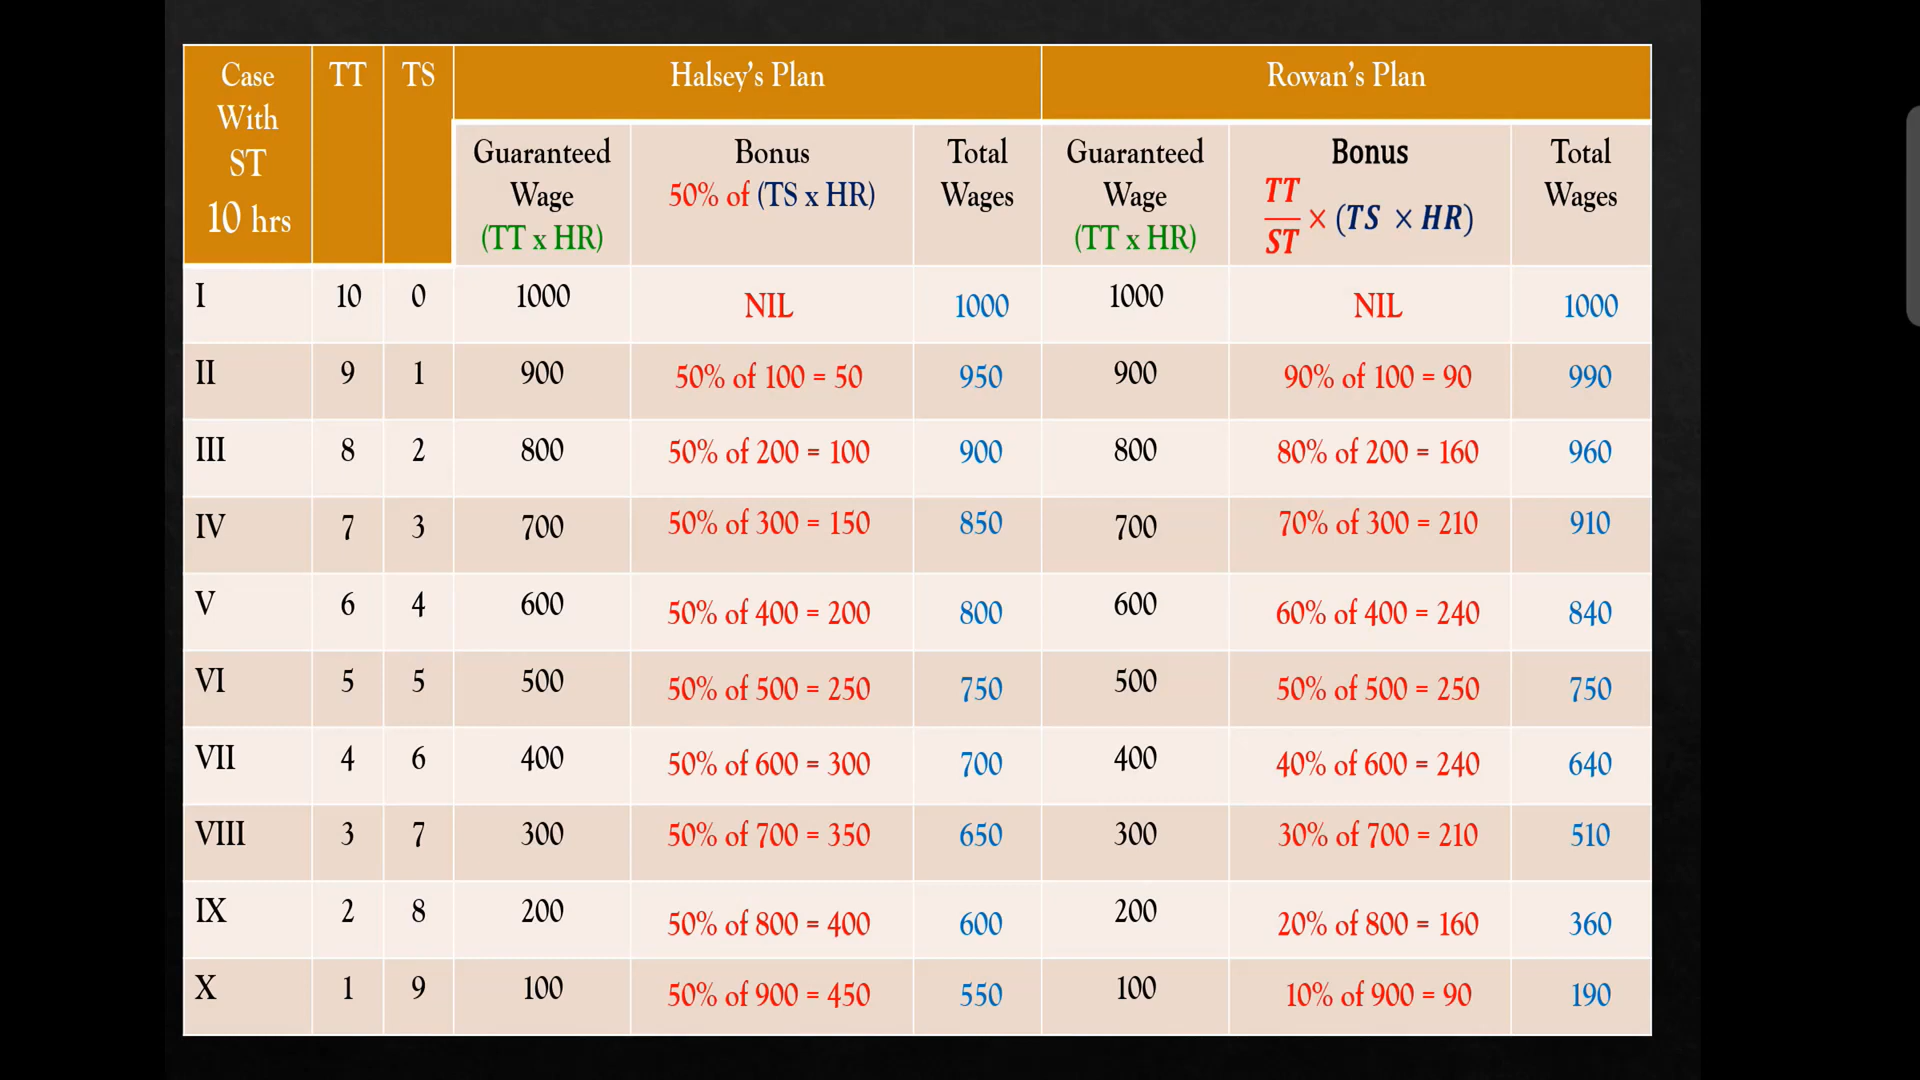 Case With ST 10 hrs | TT | TS | Halsey's Plan | Rowan's Plan
Guaranteed Wage (TT x HR) | Bonus 50% of (TS x HR) | Total Wages | Guaranteed Wage (TT x HR) | Bonus TT/ST × (TS × HR) | Total Wages
I | 10 | 0 | 1000 | NIL | 1000 | 1000 | NIL | 1000
II | 9 | 1 | 900 | 50% of 100 = 50 | 950 | 900 | 90% of 100 = 90 | 990
III | 8 | 2 | 800 | 50% of 200 = 100 | 900 | 800 | 80% of 200 = 160 | 960
IV | 7 | 3 | 700 | 50% of 300 = 150 | 850 | 700 | 70% of 300 = 210 | 910
V | 6 | 4 | 600 | 50% of 400 = 200 | 800 | 600 | 60% of 400 = 240 | 840
VI | 5 | 5 | 500 | 50% of 500 = 250 | 750 | 500 | 50% of 500 = 250 | 750
VII | 4 | 6 | 400 | 50% of 600 = 300 | 700 | 400 | 40% of 600 = 240 | 640
VIII | 3 | 7 | 300 | 50% of 700 = 350 | 650 | 300 | 30% of 700 = 210 | 510
IX | 2 | 8 | 200 | 50% of 800 = 400 | 600 | 200 | 20% of 800 = 160 | 360
X | 1 | 9 | 100 | 50% of 900 = 450 | 550 | 100 | 10% of 900 = 90 | 190